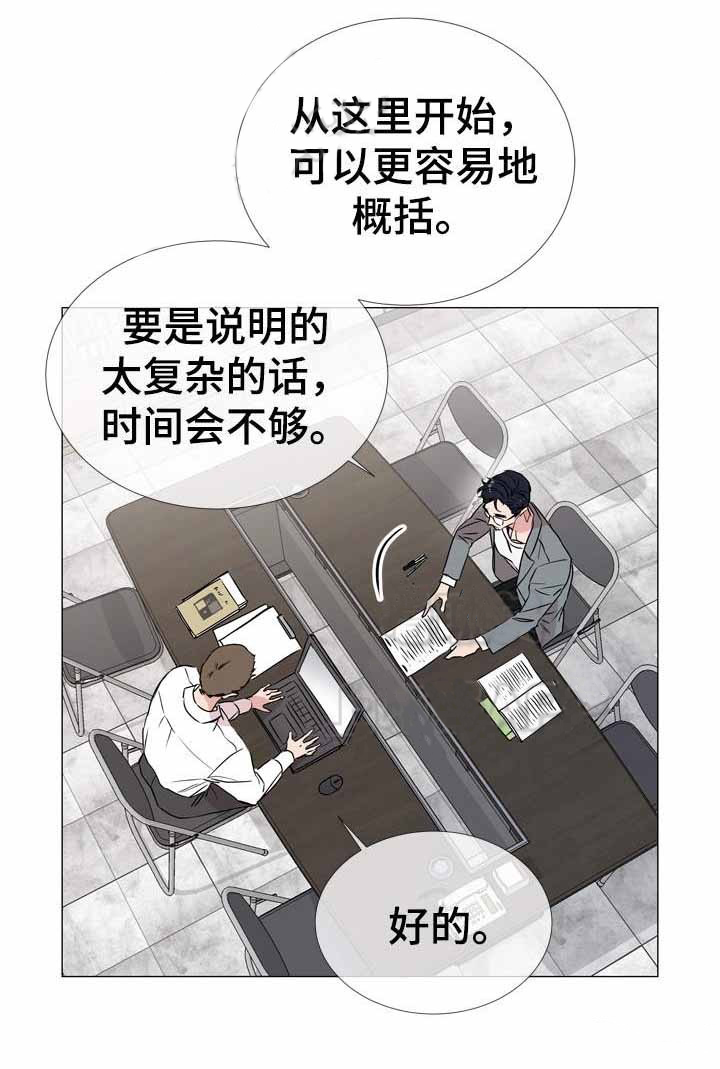 从这里开始，
可以更容易地
概括。
要是说明的
太复杂的话，
时间会不够。
好的。